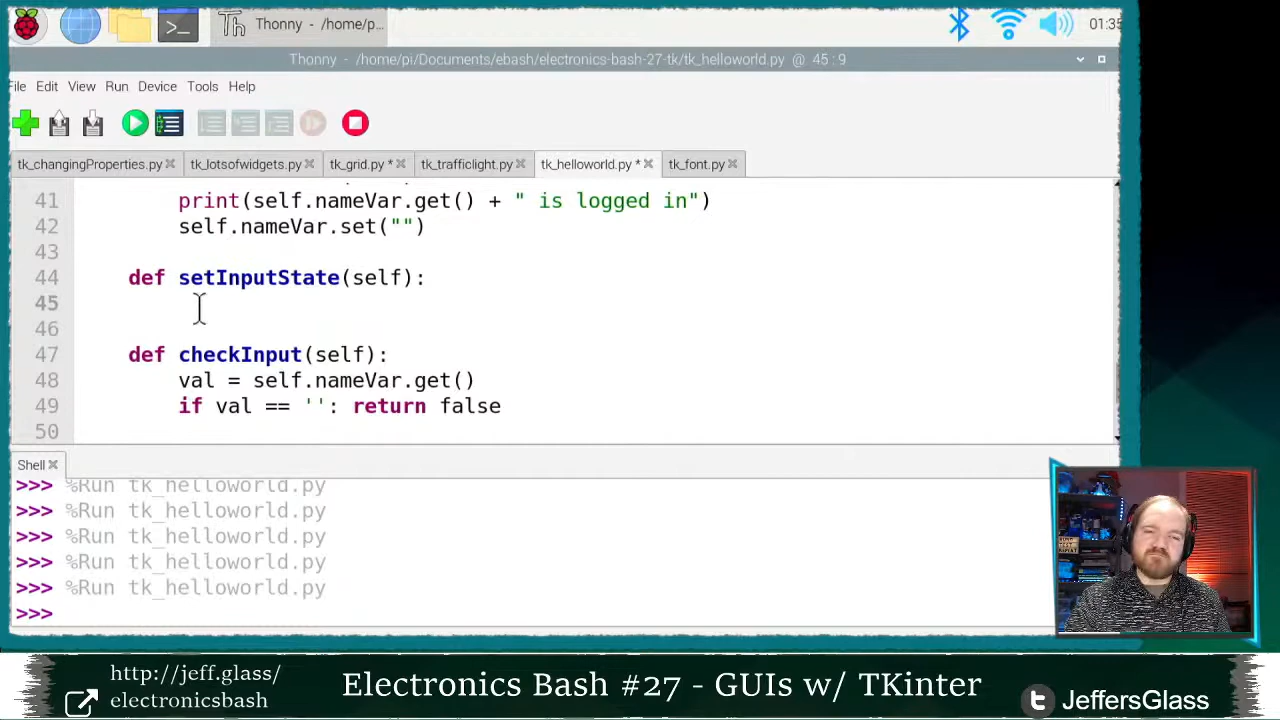 Thonny - /home/p... 01:35
Thonny - /home/pi/Documents/ebash/electronics-bash-27-tk/tk_helloworld.py @ 45 : 9
File Edit View Run Device Tools Help
tk_changingProperties.py tk_lotsofwidgets.py tk_grid.py * tk_trafficlight.py tk_helloworld.py * tk_font.py
41 print(self.nameVar.get() + " is logged in")
42 self.nameVar.set("")
43
44 def setInputState(self):
45
46
47 def checkInput(self):
48 val = self.nameVar.get()
49 if val == '': return false
50
Shell
>>> %Run tk_helloworld.py
>>> %Run tk_helloworld.py
>>> %Run tk_helloworld.py
>>> %Run tk_helloworld.py
>>> %Run tk_helloworld.py
>>>
http://jeff.glass/
electronicsbash
Electronics Bash #27 - GUIs w/ TKinter
JeffersGlass